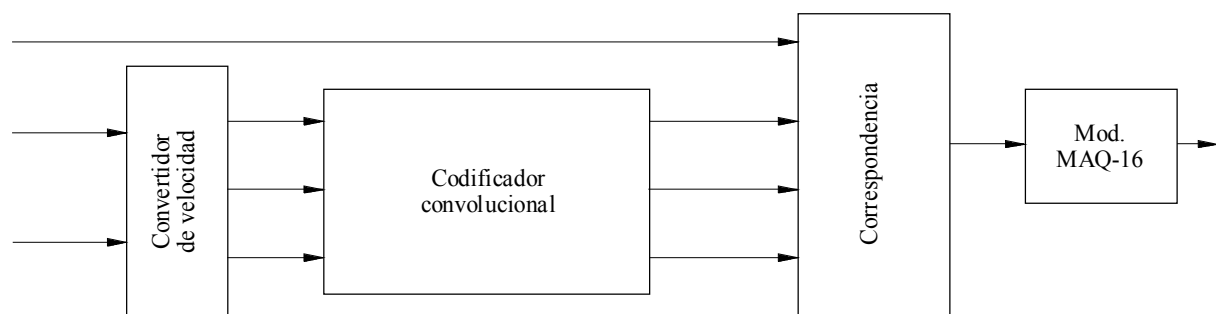 Convertidor
de velocidad
Codificador
convolucional
Correspondencia
Mod.
MAQ-16